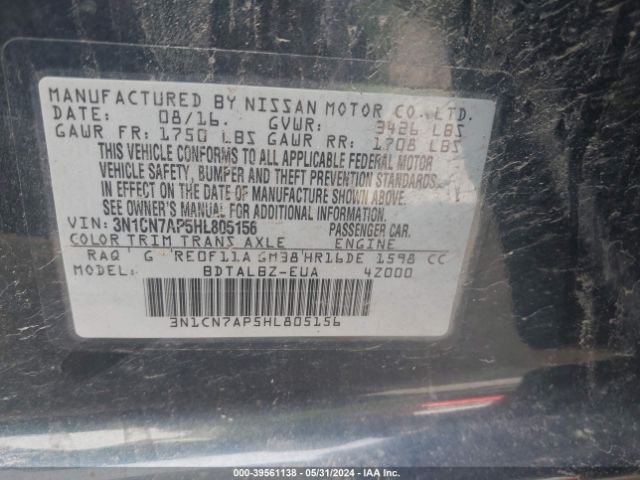 MANUFACTURED BY NISSAN MOTOR CO., LTD.
DATE: 08/16. GVWR: 3426 LBS
GAWR FR: 1750 LBS GAWR RR: 1708 LBS
THIS VEHICLE CONFORMS TO ALL APPLICABLE FEDERAL MOTOR
VEHICLE SAFETY, BUMPER AND THEFT PREVENTION STANDARDS
IN EFFECT ON THE DATE OF MANUFACTURE SHOWN ABOVE.
SEE OWNER'S MANUAL FOR ADDITIONAL INFORMATION.
VIN: 3N1CN7AP5HL805156 PASSENGER CAR.
COLOR TRIM TRANS AXLE ENGINE
RAQ G RE0F11A GM38 HR16DE 1598 CC
MODEL: BDTALBZ-EUA 4Z000
3N1CN7AP5HL805156
000-39561138 - 05/31/2024 - IAA Inc.